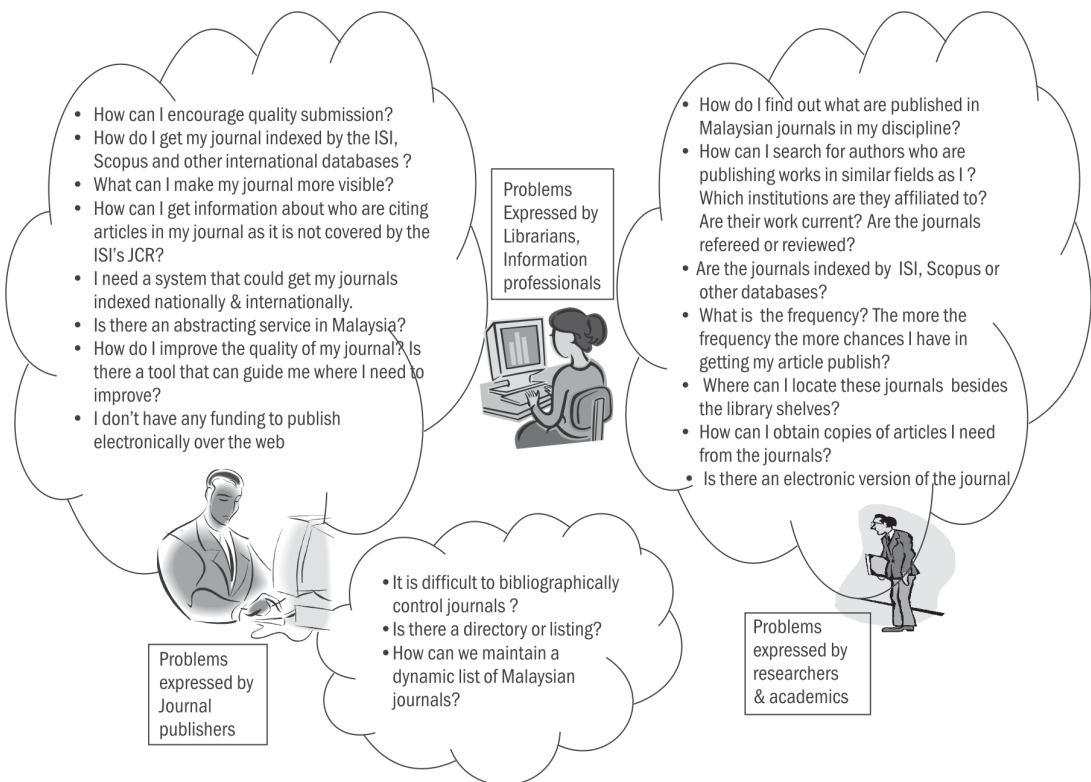 • How can I encourage quality submission?
• How do I get my journal indexed by the ISI,
Scopus and other international databases ?
• What can I make my journal more visible?
• How can I get information about who are citing
articles in my journal as it is not covered by the
ISI's JCR?
• I need a system that could get my journals
indexed nationally & internationally.
• Is there an abstracting service in Malaysia?
• How do I improve the quality of my journal? Is
there a tool that can guide me where I need to
improve?
• I don't have any funding to publish
electronically over the web
Problems
expressed by
Journal
publishers
Problems
Expressed by
Librarians,
Information
professionals
• It is difficult to bibliographically
control journals ?
• Is there a directory or listing?
• How can we maintain a
dynamic list of Malaysian
journals?
• How do I find out what are published in
Malaysian journals in my discipline?
• How can I search for authors who are
publishing works in similar fields as I ?
Which institutions are they affiliated to?
Are their work current? Are the journals
refereed or reviewed?
• Are the journals indexed by ISI, Scopus or
other databases?
• What is the frequency? The more the
frequency the more chances I have in
getting my article publish?
• Where can I locate these journals besides
the library shelves?
• How can I obtain copies of articles I need
from the journals?
• Is there an electronic version of the journal
Problems
expressed by
researchers
& academics